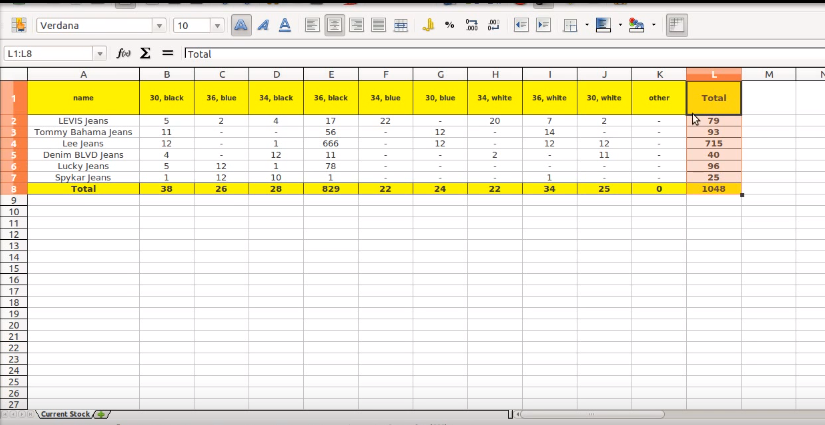 Verdana 10 A A A % 0.000 .000
L1:L8 f(x) Σ = Total
A B C D E F G H I J K L M N
1 name 30, black 36, blue 34, black 36, black 34, blue 30, blue 34, white 36, white 30, white other Total
2 LEVIS Jeans 5 2 4 17 22 - 20 7 2 - 79
3 Tommy Bahama Jeans 11 - - 56 - 12 - 14 - - 93
4 Lee Jeans 12 - 1 666 - 12 - 12 12 - 715
5 Denim BLVD Jeans 4 - 12 11 - - 2 - 11 - 40
6 Lucky Jeans 5 12 1 78 - - - - - - 96
7 Spykar Jeans 1 12 10 1 - - - 1 - - 25
8 Total 38 26 28 829 22 24 22 34 25 0 1048
9
10
11
12
13
14
15
16
17
18
19
20
21
22
23
24
25
26
27
Current Stock